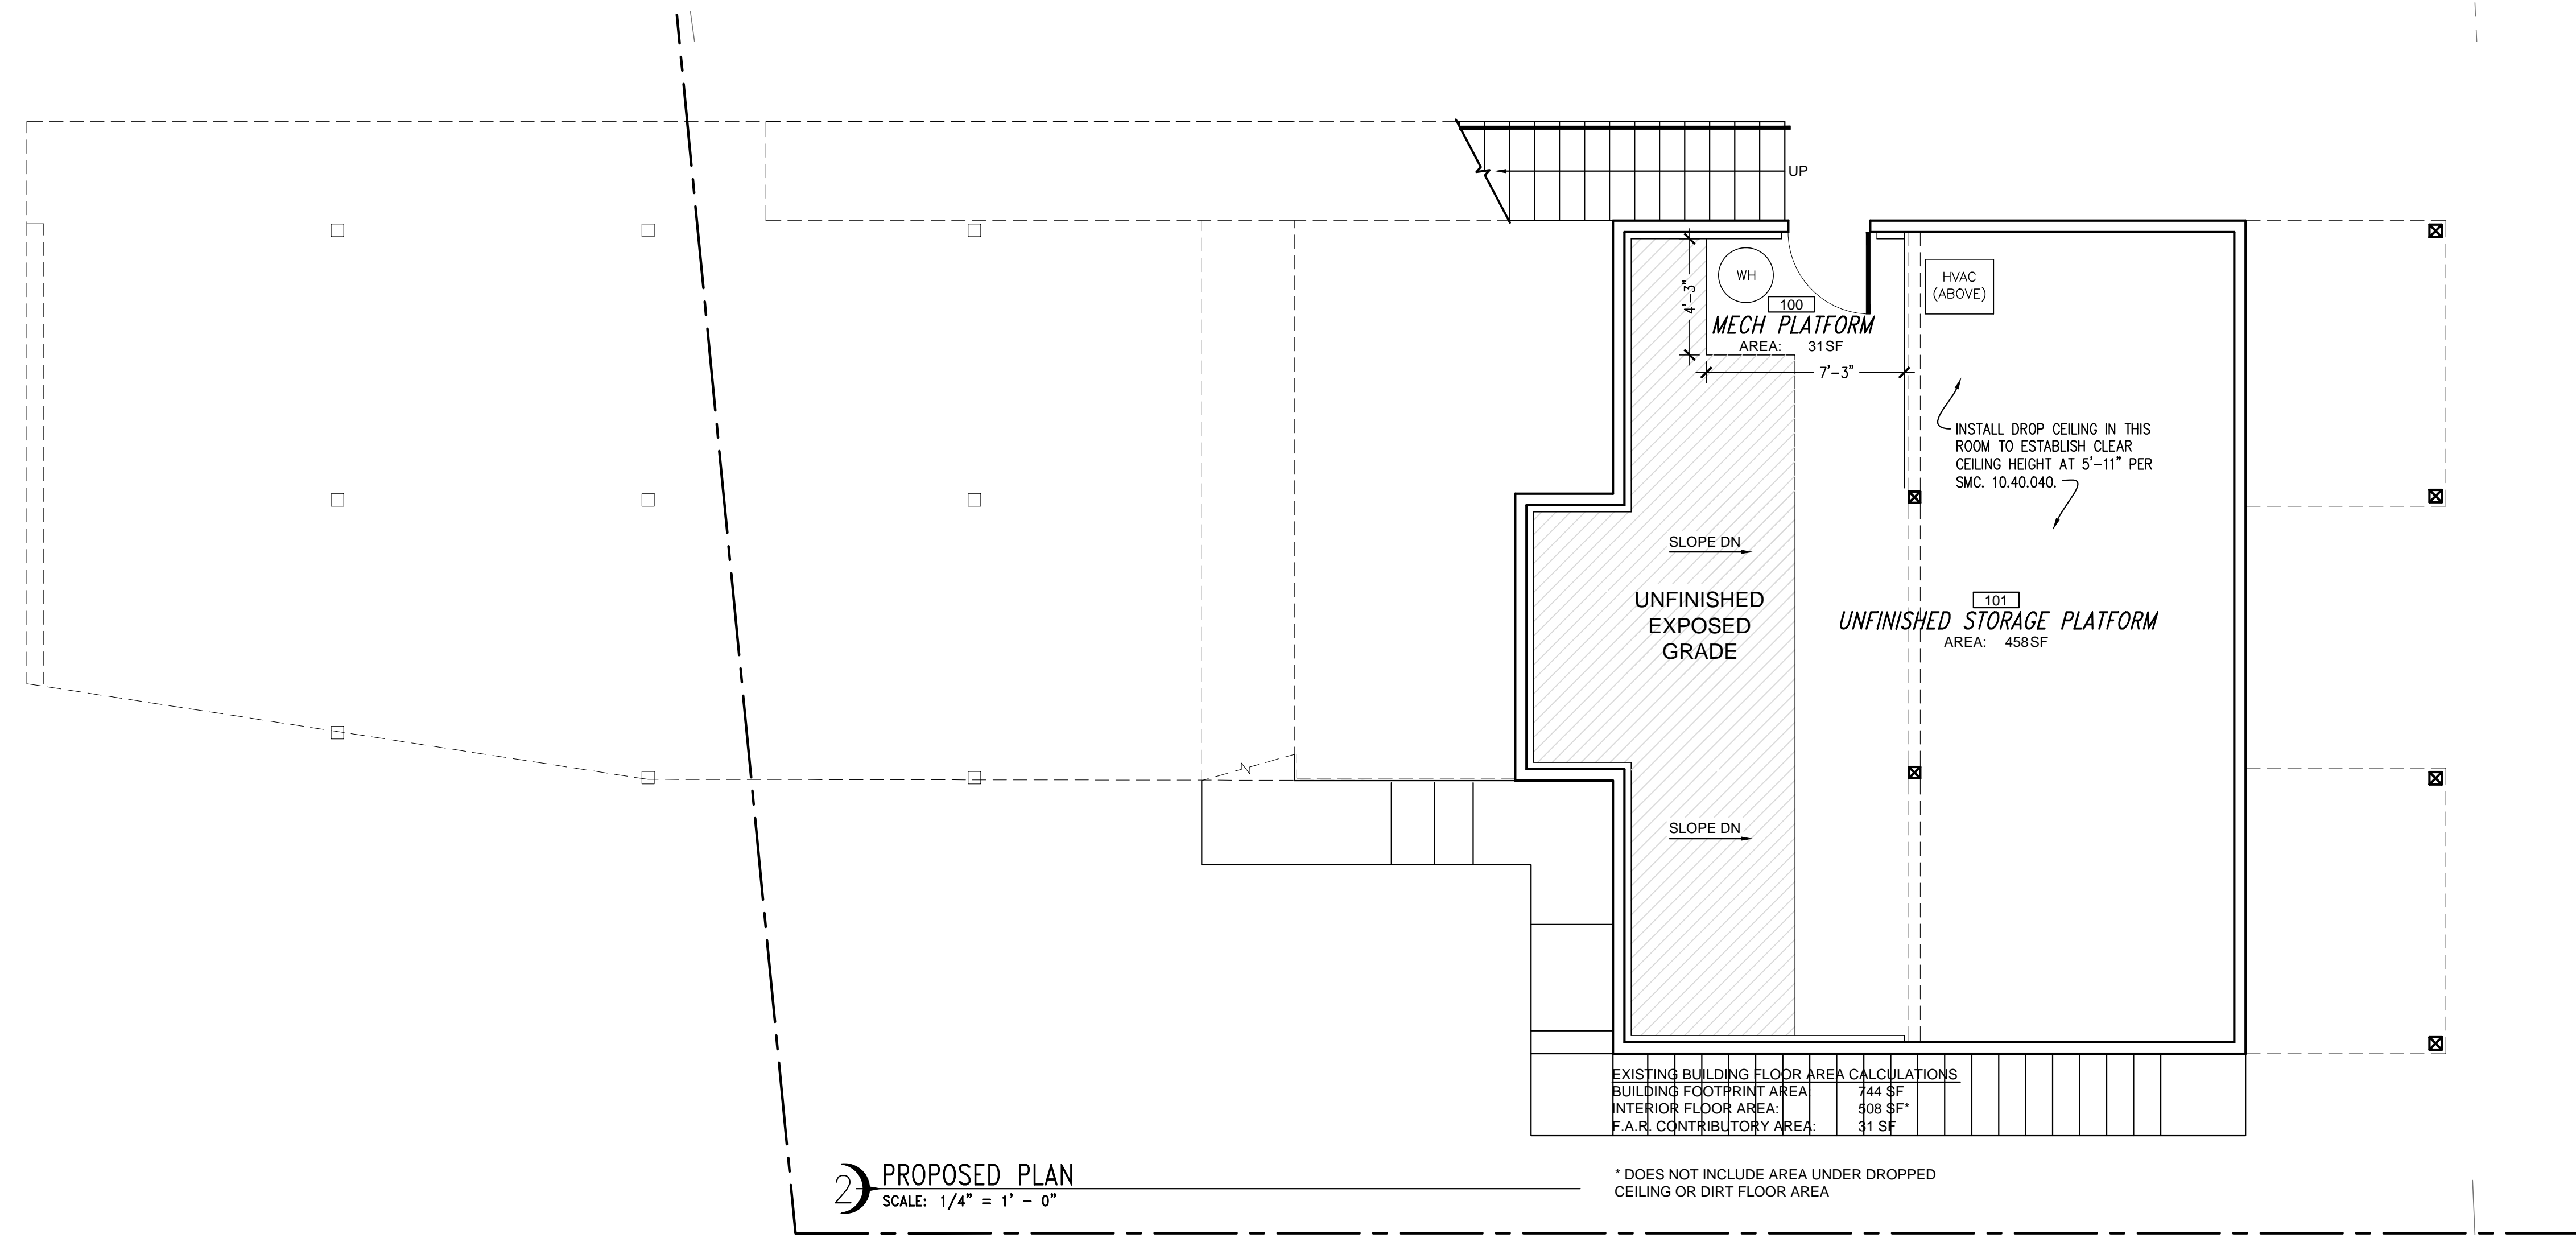 UP
WH
HVAC
(ABOVE)
4'-3"
100
MECH PLATFORM
AREA: 31SF
7'-3"
INSTALL DROP CEILING IN THIS
ROOM TO ESTABLISH CLEAR
CEILING HEIGHT AT 5'-11" PER
SMC. 10.40.040.
SLOPE DN
UNFINISHED
EXPOSED
GRADE
101
UNFINISHED STORAGE PLATFORM
AREA: 458SF
SLOPE DN
EXISTING BUILDING FLOOR AREA CALCULATIONS
BUILDING FOOTPRINT AREA: 744 SF
INTERIOR FLOOR AREA: 508 SF*
F.A.R. CONTRIBUTORY AREA: 31 SF
2 PROPOSED PLAN
SCALE: 1/4" = 1' - 0"
* DOES NOT INCLUDE AREA UNDER DROPPED
CEILING OR DIRT FLOOR AREA
N